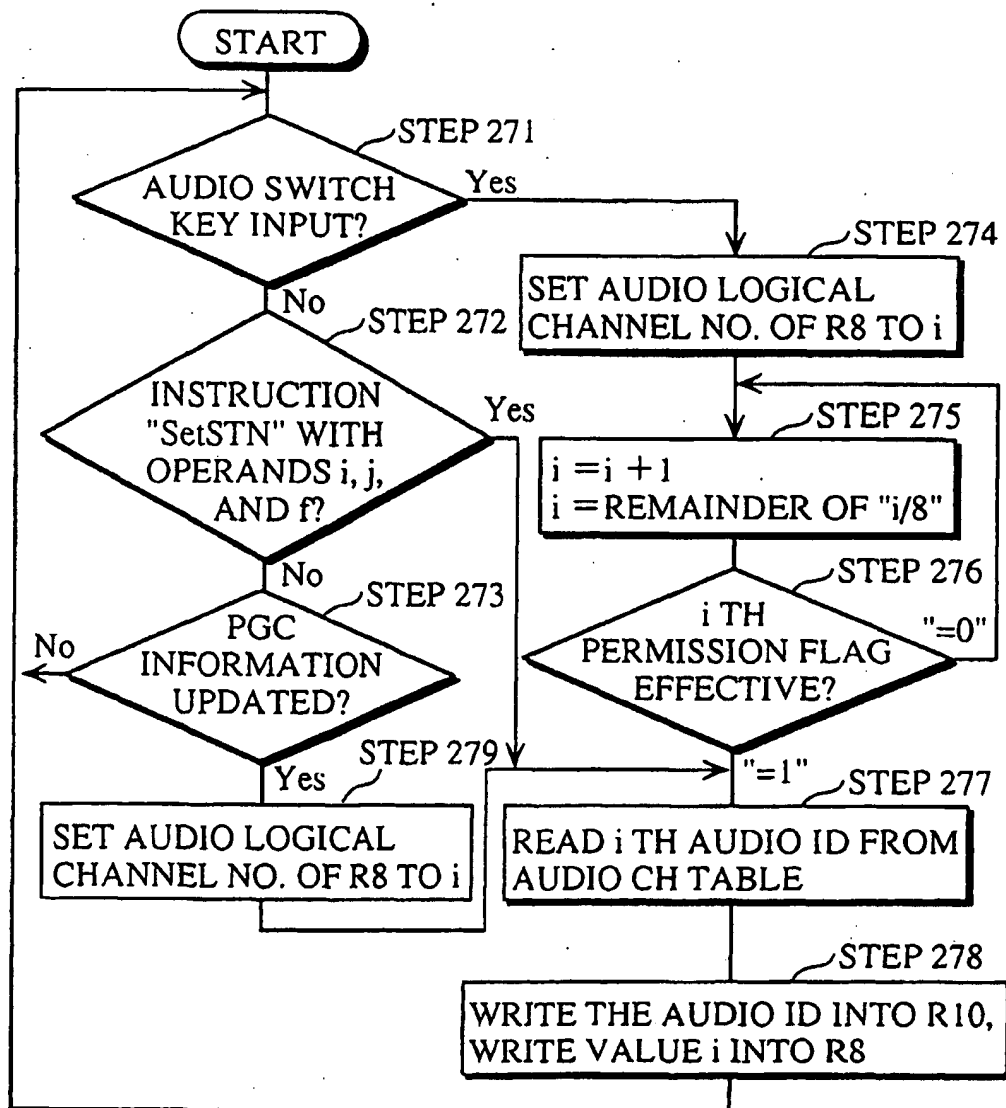 START
STEP 271
AUDIO SWITCH
KEY INPUT?
Yes
No
STEP 272
INSTRUCTION
"SetSTN" WITH
OPERANDS i, j,
AND f?
Yes
No
STEP 273
PGC
INFORMATION
UPDATED?
No
Yes
STEP 279
SET AUDIO LOGICAL
CHANNEL NO. OF R8 TO i
STEP 274
SET AUDIO LOGICAL
CHANNEL NO. OF R8 TO i
STEP 275
i = i + 1
i = REMAINDER OF "i/8"
STEP 276
i TH
PERMISSION FLAG
EFFECTIVE?
"=0"
"=1"
STEP 277
READ i TH AUDIO ID FROM
AUDIO CH TABLE
STEP 278
WRITE THE AUDIO ID INTO R10,
WRITE VALUE i INTO R8